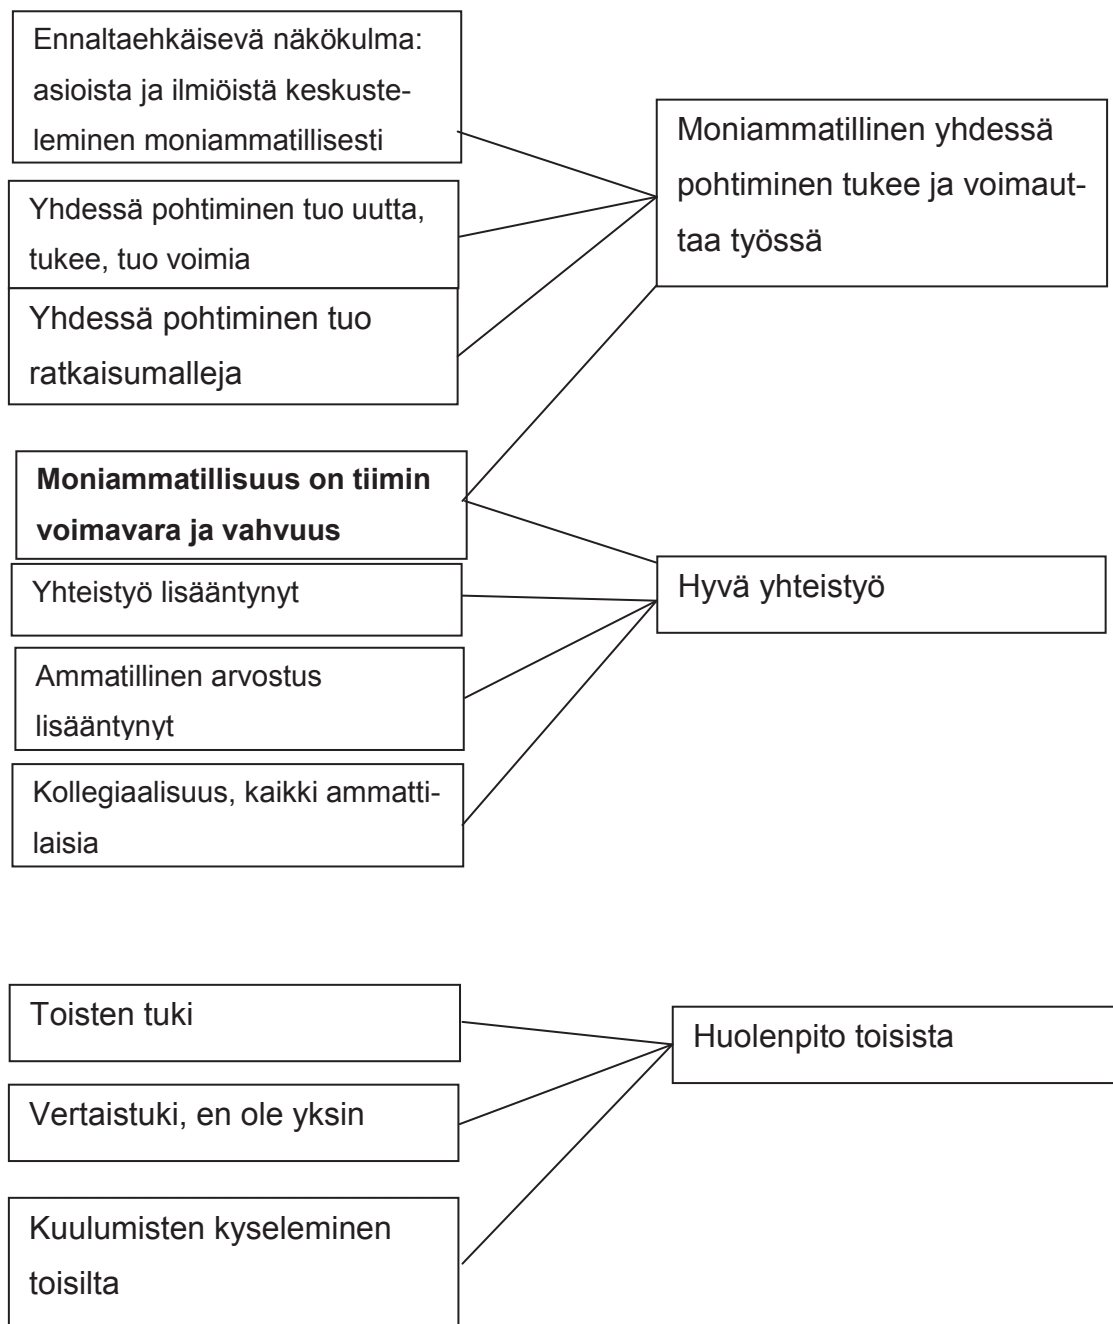 Ennaltaehkäisevä näkökulma:
asioista ja ilmiöistä keskuste-
leminen moniammatillisesti
Yhdessä pohtiminen tuo uutta,
tukee, tuo voimia
Yhdessä pohtiminen tuo
ratkaisumalleja
Moniammatillinen yhdessä
pohtiminen tukee ja voimaut-
taa työssä
Moniammatillisuus on tiimin
voimavara ja vahvuus
Yhteistyö lisääntynyt
Ammatillinen arvostus
lisääntynyt
Kollegiaalisuus, kaikki ammatti-
laisia
Hyvä yhteistyö
Toisten tuki
Vertaistuki, en ole yksin
Kuulumisten kyseleminen
toisilta
Huolenpito toisista